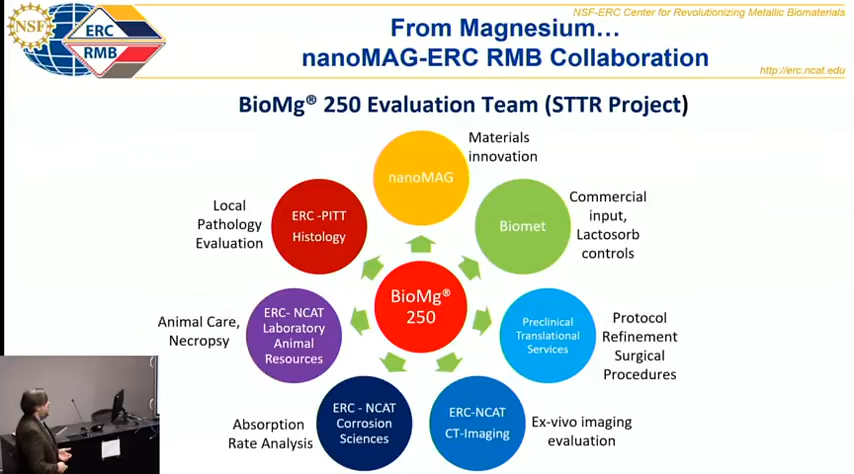 NSF-ERC Center for Revolutionizing Metallic Biomaterials
NSF
ERC
RMB
From Magnesium…
nanoMAG-ERC RMB Collaboration
http://erc.ncat.edu
BioMg® 250 Evaluation Team (STTR Project)
nanoMAG
Materials
innovation
Biomet
Commercial
input,
Lactosorb
controls
Preclinical
Translational
Services
Protocol
Refinement
Surgical
Procedures
ERC-NCAT
CT-Imaging
Ex-vivo imaging
evaluation
ERC - NCAT
Corrosion
Sciences
Absorption
Rate Analysis
ERC- NCAT
Laboratory
Animal
Resources
Animal Care,
Necropsy
ERC -PITT
Histology
Local
Pathology
Evaluation
BioMg®
250